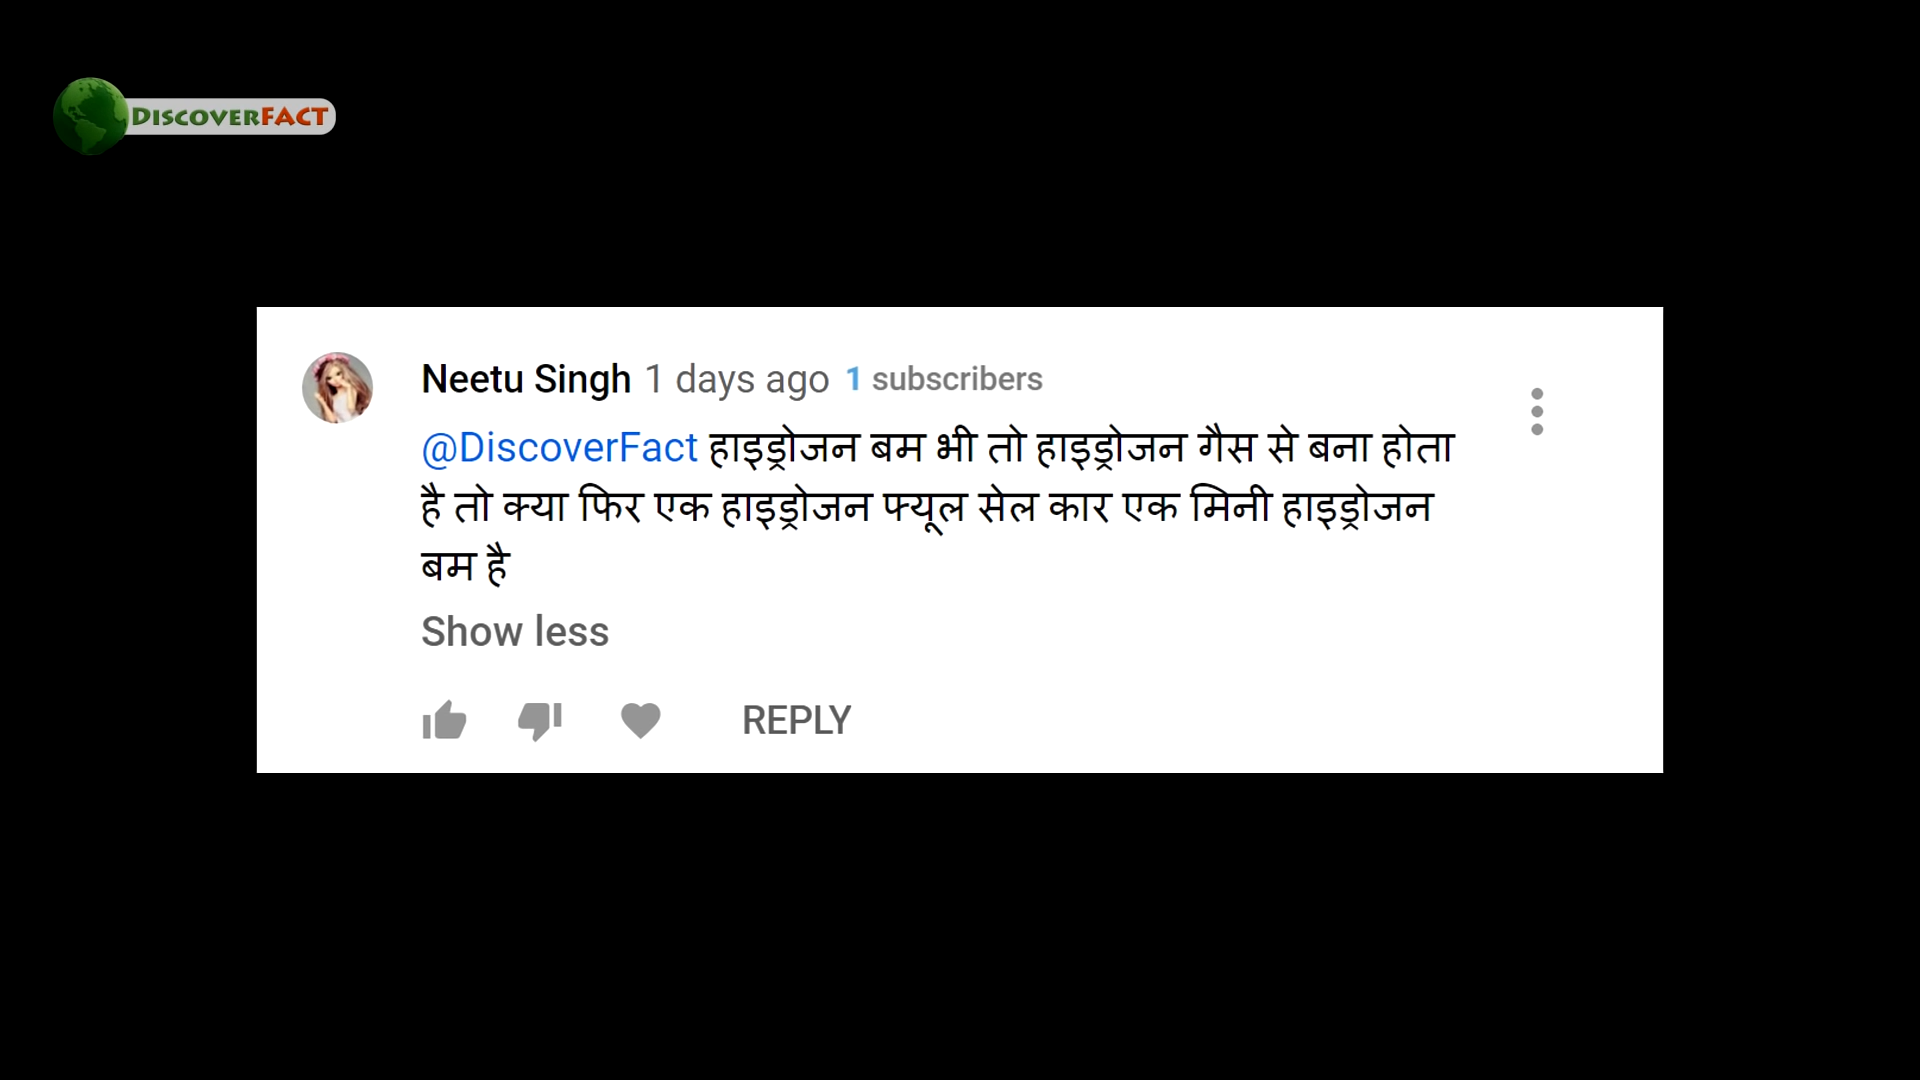 DISCOVERFACT
Neetu Singh 1 days ago 1 subscribers
@DiscoverFact हाइड्रोजन बम भी तो हाइड्रोजन गैस से बना होता
है तो क्या फिर एक हाइड्रोजन फ्यूल सेल कार एक मिनी हाइड्रोजन
बम है
Show less
REPLY